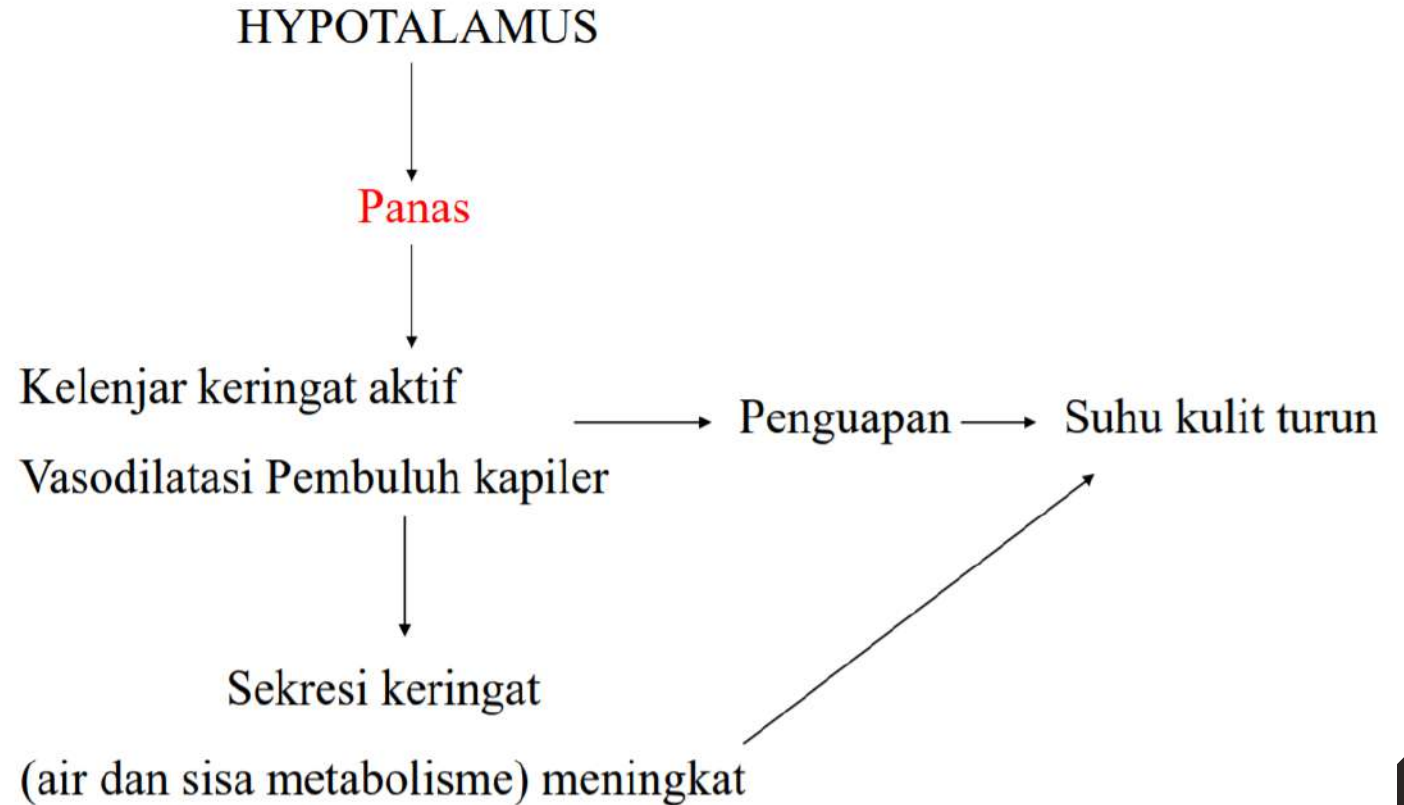 HYPOTALAMUS
Panas
Kelenjar keringat aktif
Vasodilatasi Pembuluh kapiler
Penguapan
Suhu kulit turun
Sekresi keringat
(air dan sisa metabolisme) meningkat